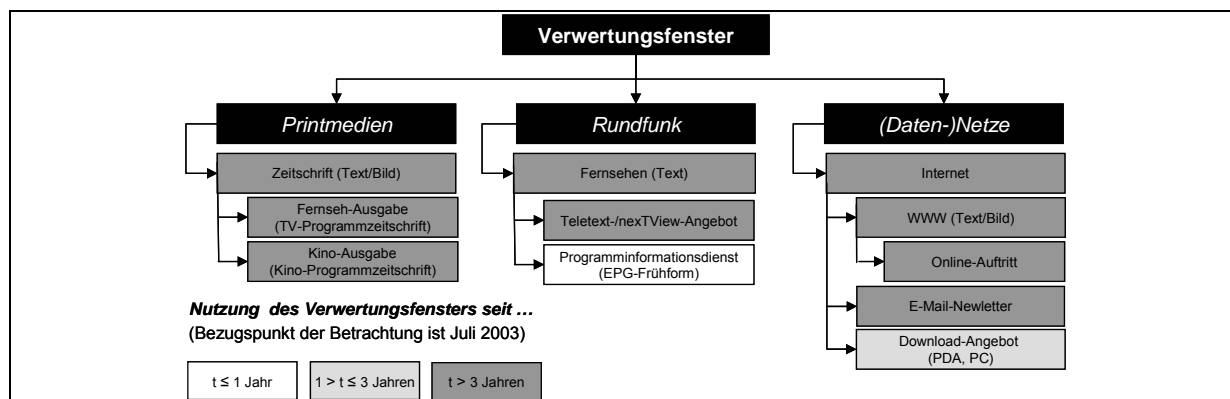 Verwertungsfenster
Printmedien
Zeitschrift (Text/Bild)
Fernseh-Ausgabe
(TV-Programmzeitschrift)
Kino-Ausgabe
(Kino-Programmzeitschrift)
Rundfunk
Fernsehen (Text)
Teletext-/nexTView-Angebot
Programminformationsdienst
(EPG-Frühform)
(Daten-)Netze
Internet
WWW (Text/Bild)
Online-Auftritt
E-Mail-Newletter
Download-Angebot
(PDA, PC)
Nutzung des Verwertungsfensters seit ...
(Bezugspunkt der Betrachtung ist Juli 2003)
t ≤ 1 Jahr
1 > t ≤ 3 Jahren
t > 3 Jahren